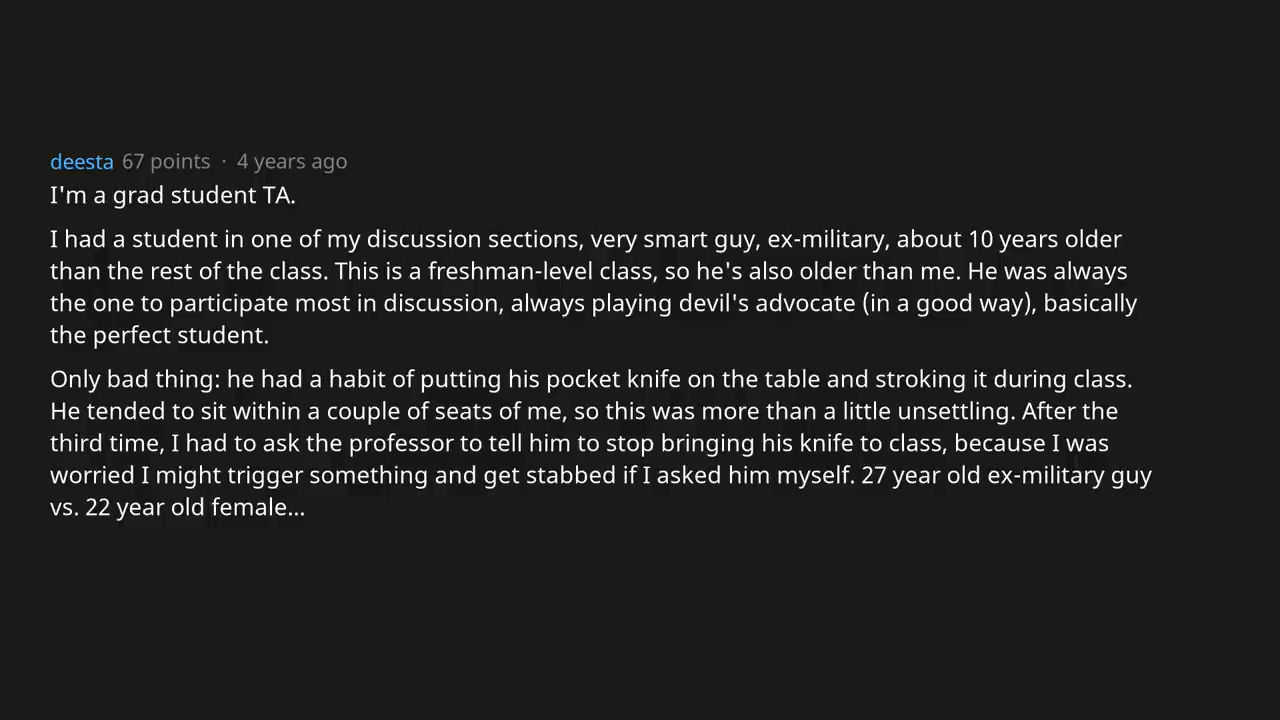 deesta 67 points · 4 years ago
I'm a grad student TA.
I had a student in one of my discussion sections, very smart guy, ex-military, about 10 years older
than the rest of the class. This is a freshman-level class, so he's also older than me. He was always
the one to participate most in discussion, always playing devil's advocate (in a good way), basically
the perfect student.
Only bad thing: he had a habit of putting his pocket knife on the table and stroking it during class.
He tended to sit within a couple of seats of me, so this was more than a little unsettling. After the
third time, I had to ask the professor to tell him to stop bringing his knife to class, because I was
worried I might trigger something and get stabbed if I asked him myself. 27 year old ex-military guy
vs. 22 year old female...